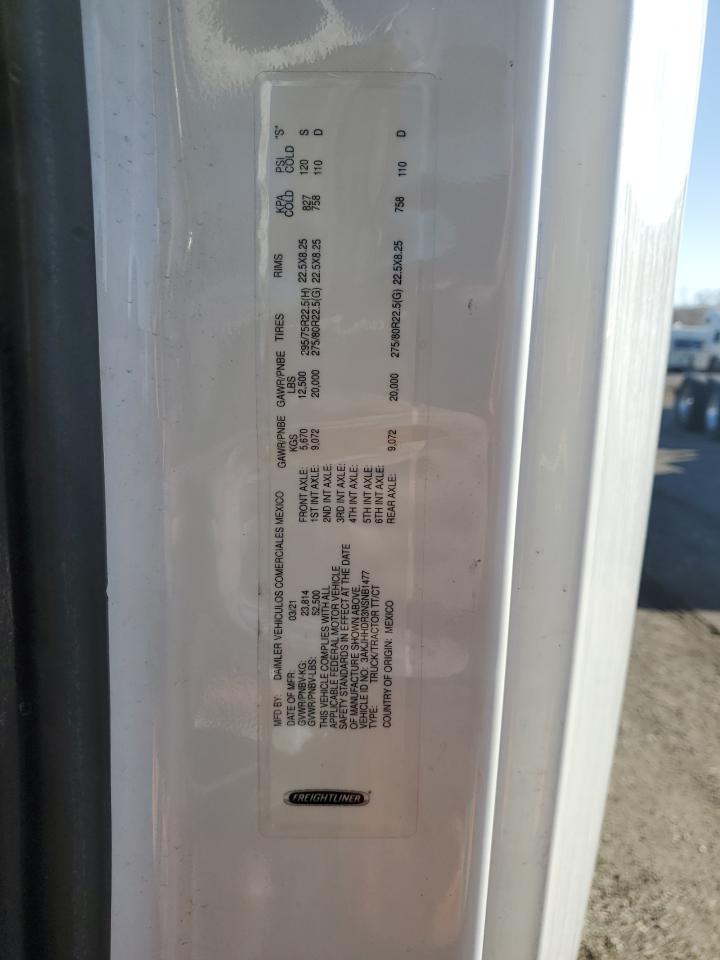 FREIGHTLINER
MFD BY: DAIMLER VEHICULOS COMERCIALES MEXICO
DATE OF MFR: 03/21
GVWR/PNBV-KG: 23,814
GVWR/PNBV-LBS: 52,500
THIS VEHICLE COMPLIES WITH ALL
APPLICABLE FEDERAL MOTOR VEHICLE
SAFETY STANDARDS IN EFFECT AT THE DATE
OF MANUFACTURE SHOWN ABOVE.
VEHICLE ID NO: 3AKJHHDR3NSNB1477
TYPE: TRUCK/TRACTOR TT/CT
COUNTRY OF ORIGIN: MEXICO
GAWR/PNBE GAWR/PNBE TIRES RIMS KPA PSI "S"
KGS LBS COLD COLD
FRONT AXLE: 5,670 12,500 295/75R22.5(H) 22.5X8.25 827 120 S
1ST INT AXLE: 9,072 20,000 275/80R22.5(G) 22.5X8.25 758 110 D
2ND INT AXLE:
3RD INT AXLE:
4TH INT AXLE:
5TH INT AXLE:
6TH INT AXLE:
REAR AXLE: 9,072 20,000 275/80R22.5(G) 22.5X8.25 758 110 D